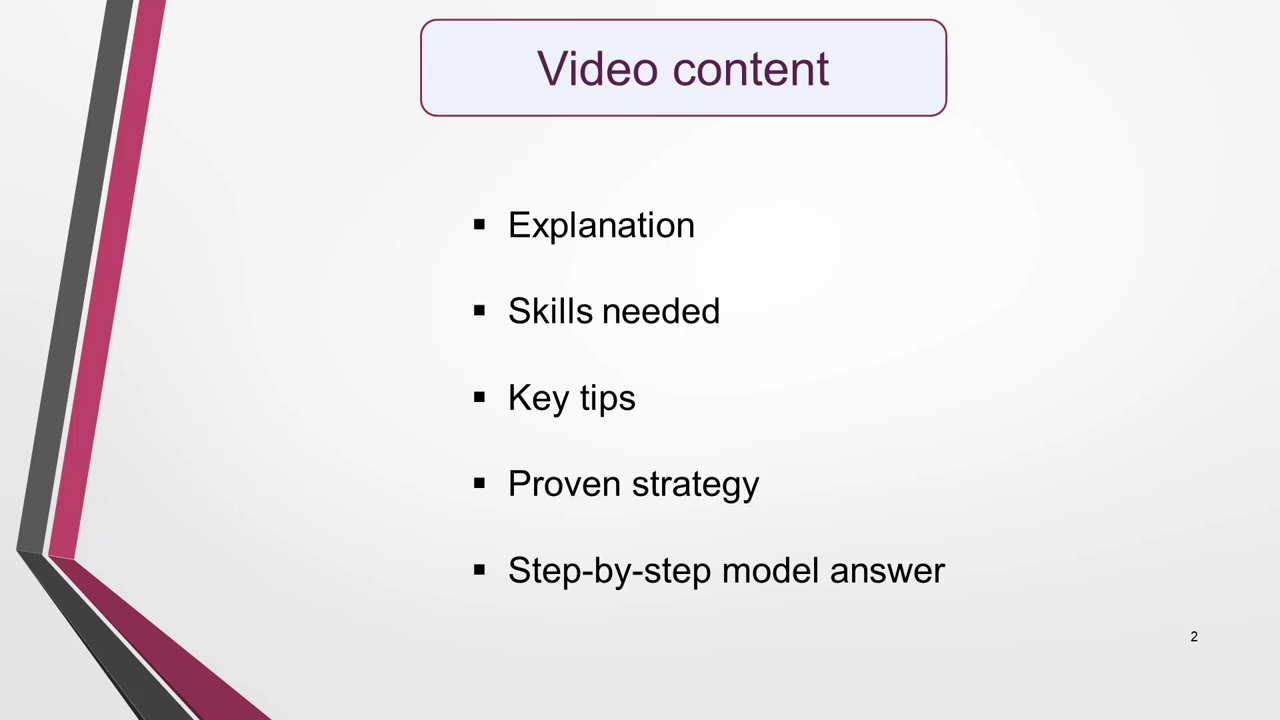 Video content
▪ Explanation
▪ Skills needed
▪ Key tips
▪ Proven strategy
▪ Step-by-step model answer
2